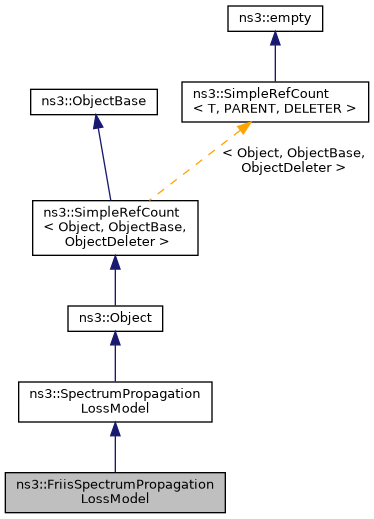 ns3::empty
ns3::SimpleRefCount
< T, PARENT, DELETER >
ns3::ObjectBase
< Object, ObjectBase,
ObjectDeleter >
ns3::SimpleRefCount
< Object, ObjectBase,
ObjectDeleter >
ns3::Object
ns3::SpectrumPropagation
LossModel
ns3::FriisSpectrumPropagation
LossModel